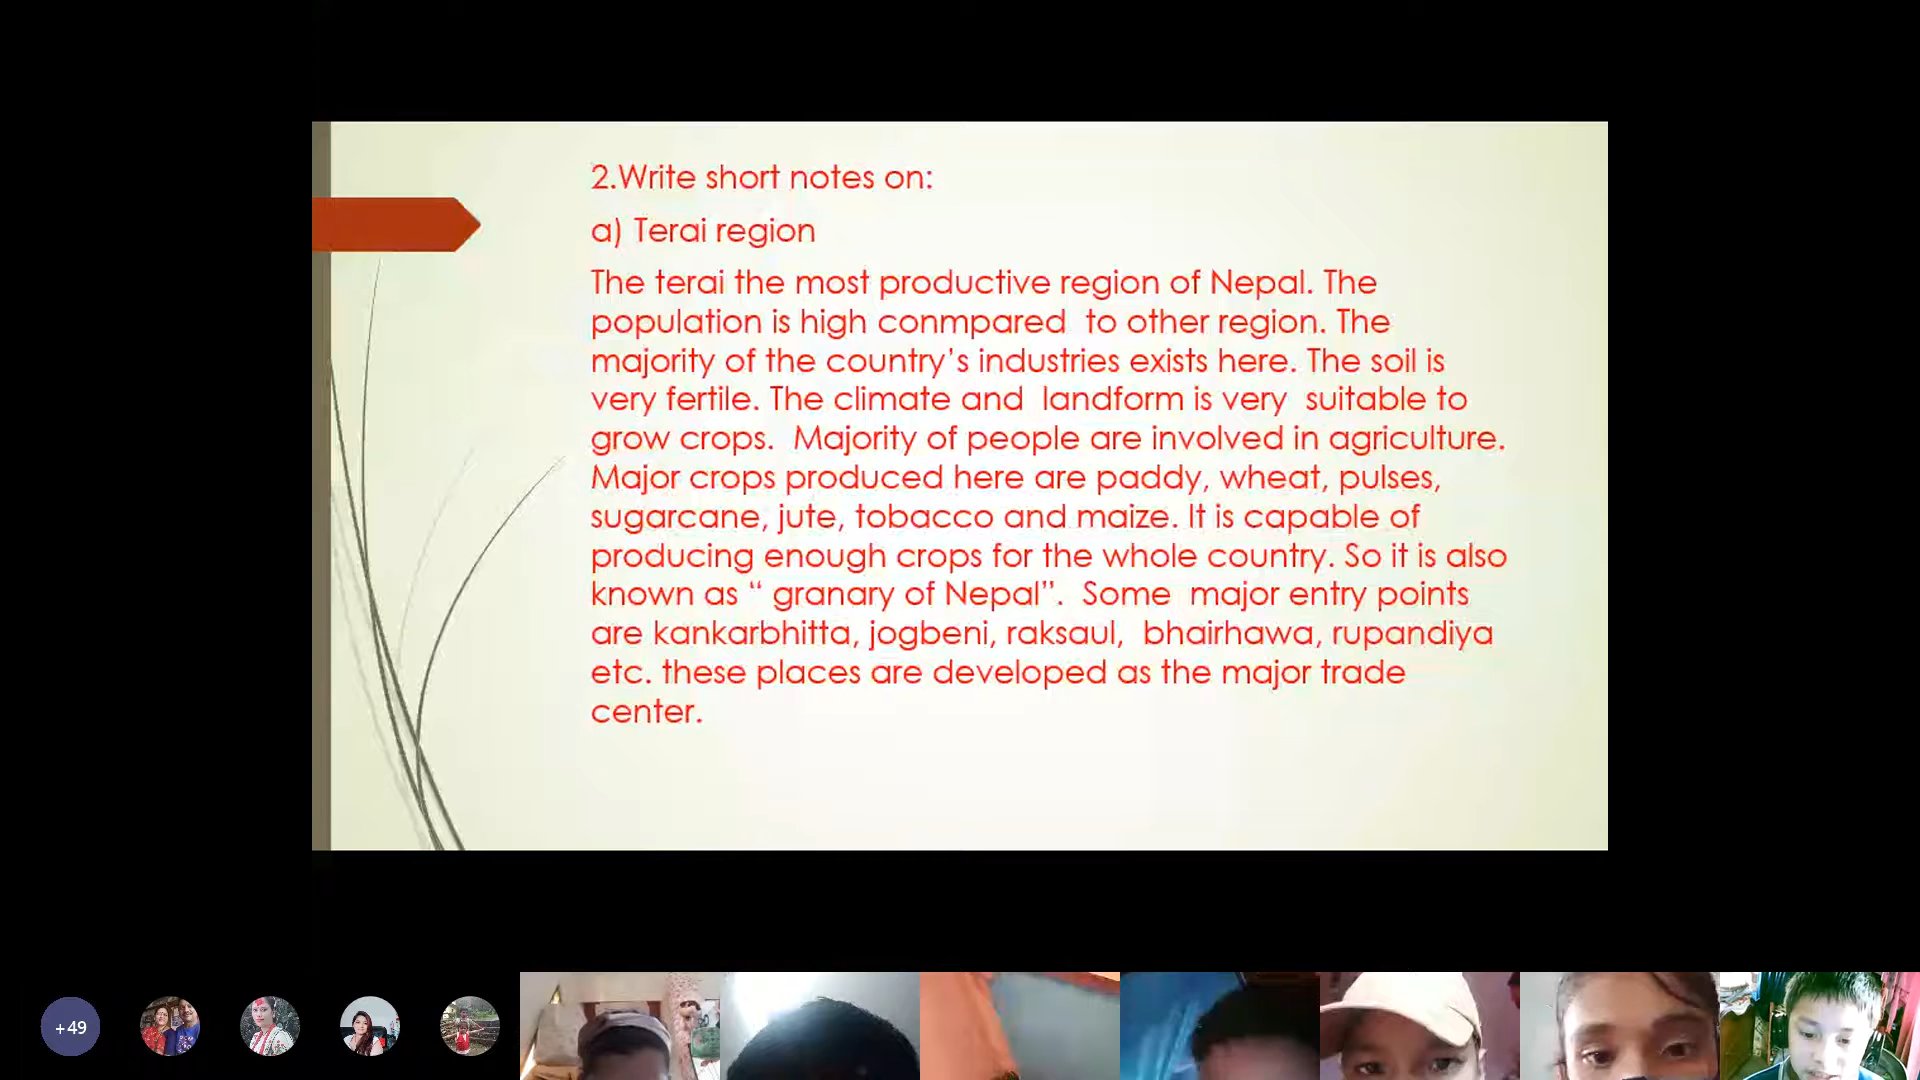 2.Write short notes on:
a) Terai region
The terai the most productive region of Nepal. The
population is high conmpared  to other region. The
majority of the country’s industries exists here. The soil is
very fertile. The climate and  landform is very  suitable to
grow crops.  Majority of people are involved in agriculture.
Major crops produced here are paddy, wheat, pulses,
sugarcane, jute, tobacco and maize. It is capable of
producing enough crops for the whole country. So it is also
known as “ granary of Nepal”.  Some  major entry points
are kankarbhitta, jogbeni, raksaul,  bhairhawa, rupandiya
etc. these places are developed as the major trade
center.
+49